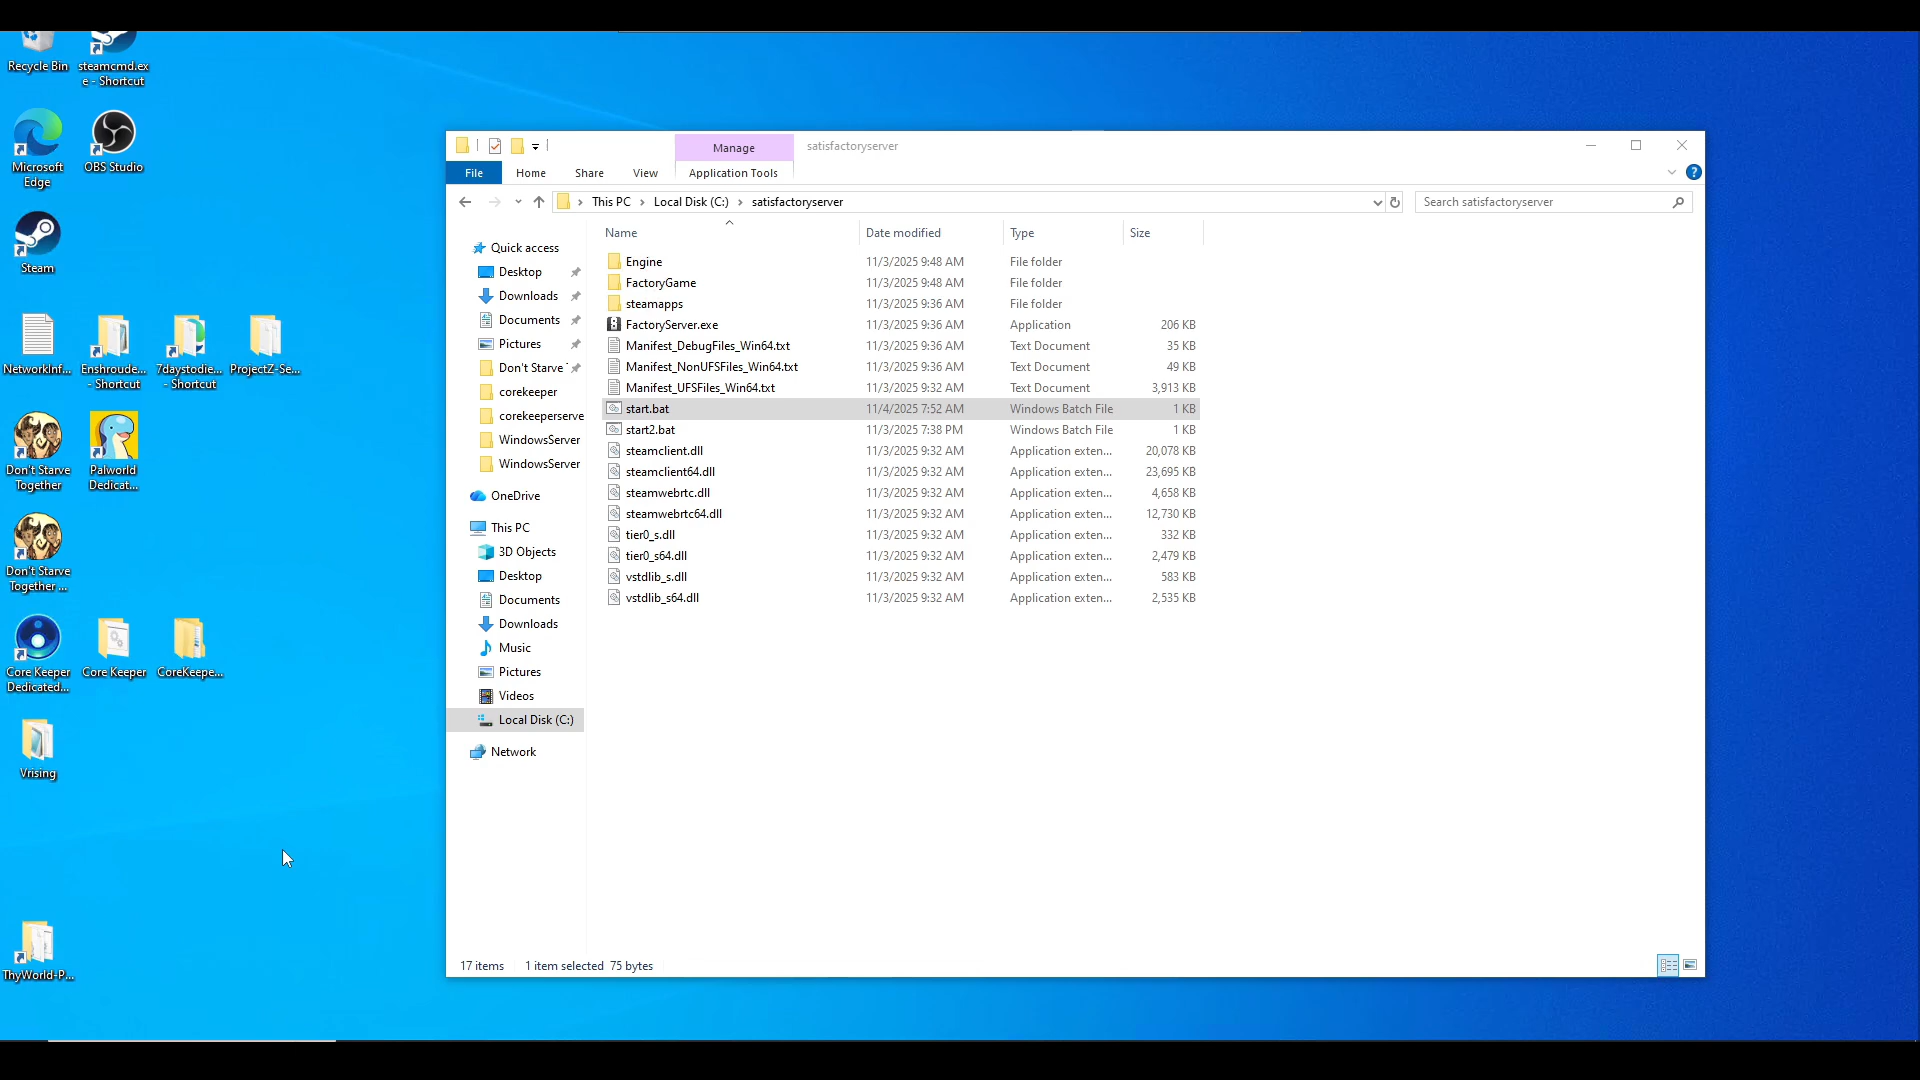 Recycle Bin
steamcmd.ex
e - Shortcut
Microsoft
Edge
OBS Studio
Steam
NetworkInf...
Enshroude...
- Shortcut
7daystodie...
- Shortcut
ProjectZ-Se...
Don't Starve
Together
Palworld
Dedicat...
Don't Starve
Together ...
Core Keeper
Dedicated...
Core Keeper
CoreKeepe...
Vrising
ThyWorld-P...
Manage
satisfactoryserver
File
Home
Share
View
Application Tools
This PC
Local Disk (C:)
satisfactoryserver
Search satisfactoryserver
Quick access
Desktop
Downloads
Documents
Pictures
Don't Starve
corekeeper
corekeeperserve
WindowsServer
WindowsServer
OneDrive
This PC
3D Objects
Desktop
Documents
Downloads
Music
Pictures
Videos
Local Disk (C:)
Network
Name Date modified Type Size
Engine 11/3/2025 9:48 AM File folder
FactoryGame 11/3/2025 9:48 AM File folder
steamapps 11/3/2025 9:36 AM File folder
FactoryServer.exe 11/3/2025 9:36 AM Application 206 KB
Manifest_DebugFiles_Win64.txt 11/3/2025 9:36 AM Text Document 35 KB
Manifest_NonUFSFiles_Win64.txt 11/3/2025 9:36 AM Text Document 49 KB
Manifest_UFSFiles_Win64.txt 11/3/2025 9:32 AM Text Document 3,913 KB
start.bat 11/4/2025 7:52 AM Windows Batch File 1 KB
start2.bat 11/3/2025 7:38 PM Windows Batch File 1 KB
steamclient.dll 11/3/2025 9:32 AM Application exten... 20,078 KB
steamclient64.dll 11/3/2025 9:32 AM Application exten... 23,695 KB
steamwebrtc.dll 11/3/2025 9:32 AM Application exten... 4,658 KB
steamwebrtc64.dll 11/3/2025 9:32 AM Application exten... 12,730 KB
tier0_s.dll 11/3/2025 9:32 AM Application exten... 332 KB
tier0_s64.dll 11/3/2025 9:32 AM Application exten... 2,479 KB
vstdlib_s.dll 11/3/2025 9:32 AM Application exten... 583 KB
vstdlib_s64.dll 11/3/2025 9:32 AM Application exten... 2,535 KB
17 items 1 item selected 75 bytes